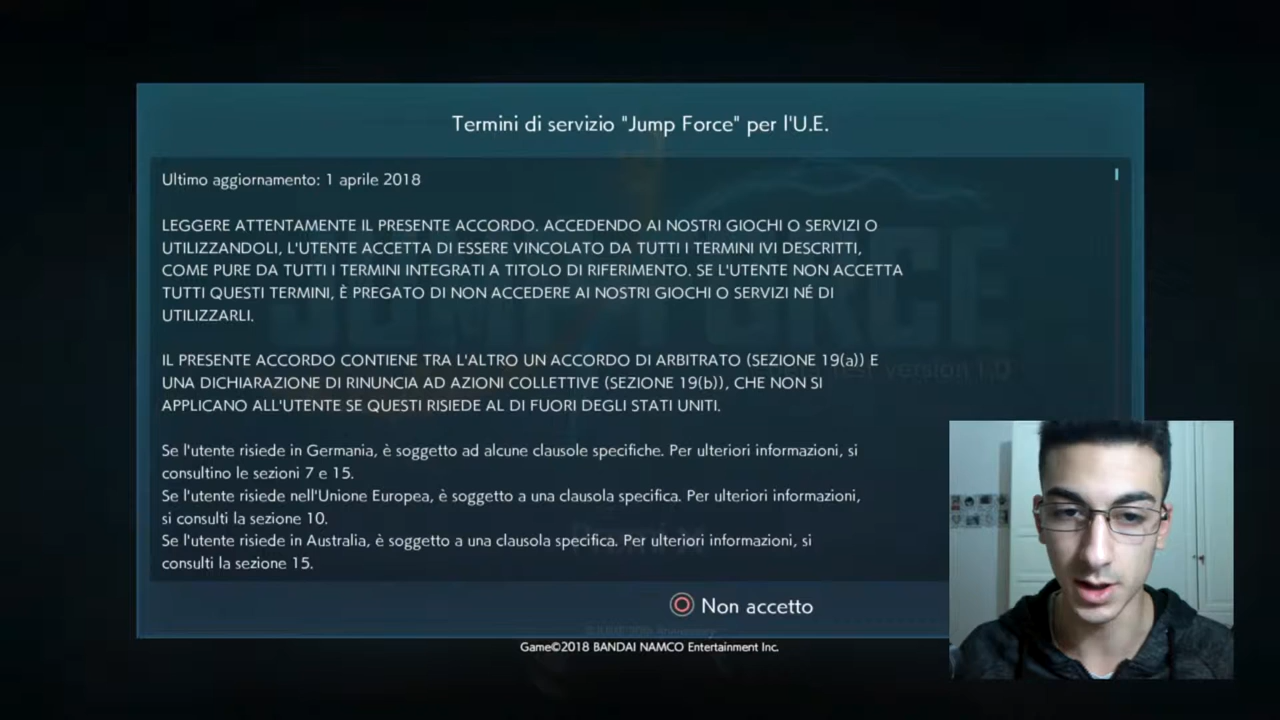 Termini di servizio "Jump Force" per l'U.E.
Ultimo aggiornamento: 1 aprile 2018
LEGGERE ATTENTAMENTE IL PRESENTE ACCORDO. ACCEDENDO AI NOSTRI GIOCHI O SERVIZI O
UTILIZZANDOLI, L'UTENTE ACCETTA DI ESSERE VINCOLATO DA TUTTI I TERMINI IVI DESCRITTI,
COME PURE DA TUTTI I TERMINI INTEGRATI A TITOLO DI RIFERIMENTO. SE L'UTENTE NON ACCETTA
TUTTI QUESTI TERMINI, È PREGATO DI NON ACCEDERE AI NOSTRI GIOCHI O SERVIZI NÉ DI
UTILIZZARLI.
IL PRESENTE ACCORDO CONTIENE TRA L'ALTRO UN ACCORDO DI ARBITRATO (SEZIONE 19(a)) E
UNA DICHIARAZIONE DI RINUNCIA AD AZIONI COLLETTIVE (SEZIONE 19(b)), CHE NON SI
APPLICANO ALL'UTENTE SE QUESTI RISIEDE AL DI FUORI DEGLI STATI UNITI.
Se l'utente risiede in Germania, è soggetto ad alcune clausole specifiche. Per ulteriori informazioni, si
consultino le sezioni 7 e 15.
Se l'utente risiede nell'Unione Europea, è soggetto a una clausola specifica. Per ulteriori informazioni,
si consulti la sezione 10.
Se l'utente risiede in Australia, è soggetto a una clausola specifica. Per ulteriori informazioni, si
consulti la sezione 15.
Non accetto
Game©2018 BANDAI NAMCO Entertainment Inc.
JUMP FORCE
version 1.0